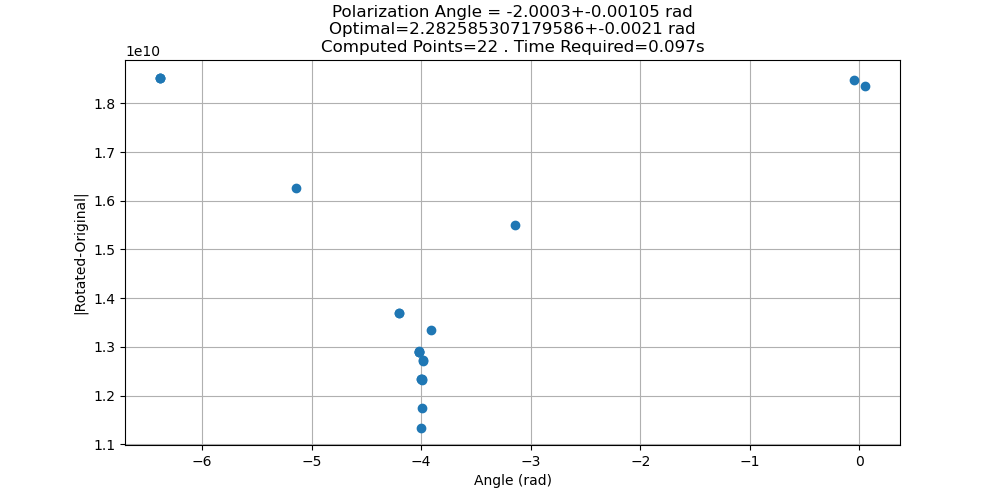 Polarization Angle = -2.0003+-0.00105 rad
Optimal=2.282585307179586+-0.0021 rad
Computed Points=22 . Time Required=0.097s
1e10
1.8
1.7
1.6
1.5
1.4
1.3
1.2
1.1
|Rotated-Original|
−6 −5 −4 −3 −2 −1 0
Angle (rad)